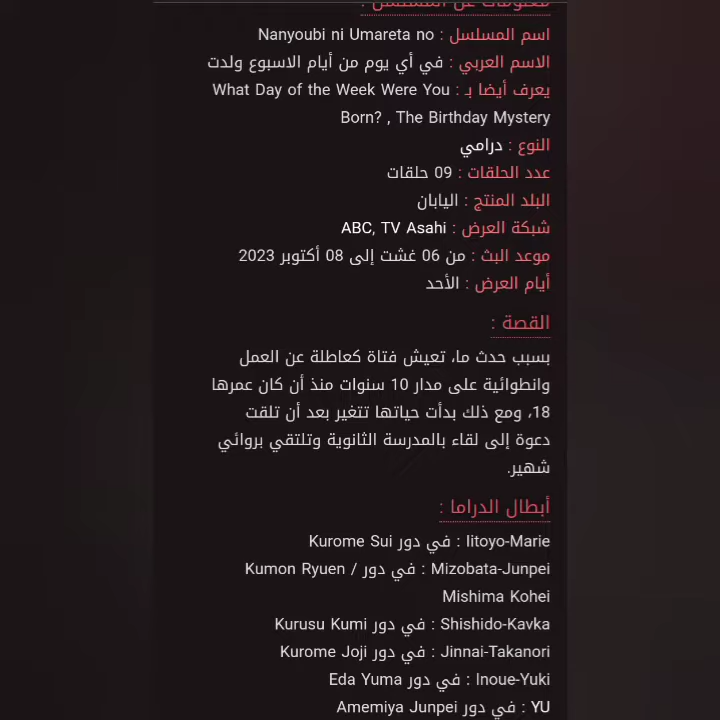 معلومات عن المسلسل :
اسم المسلسل : Nanyoubi ni Umareta no
الاسم العربي : في أي يوم من أيام الاسبوع ولدت
يعرف أيضا بـ : What Day of the Week Were You
Born? , The Birthday Mystery
النوع : درامي
عدد الحلقات : 09 حلقات
البلد المنتج : اليابان
شبكة العرض : ABC, TV Asahi
موعد البث : من 06 غشت إلى 08 أكتوبر 2023
أيام العرض : الأحد
القصة :
بسبب حدث ما، تعيش فتاة كعاطلة عن العمل
وانطوائية على مدار 10 سنوات منذ أن كان عمرها
18، ومع ذلك بدأت حياتها تتغير بعد أن تلقت
دعوة إلى لقاء بالمدرسة الثانوية وتلتقي بروائي
شهير.
أبطال الدراما :
Iitoyo-Marie : في دور Kurome Sui
Mizobata-Junpei : في دور / Kumon Ryuen
Mishima Kohei
Shishido-Kavka : في دور Kurusu Kumi
Jinnai-Takanori : في دور Kurome Joji
Inoue-Yuki : في دور Eda Yuma
YU : في دور Amemiya Junpei